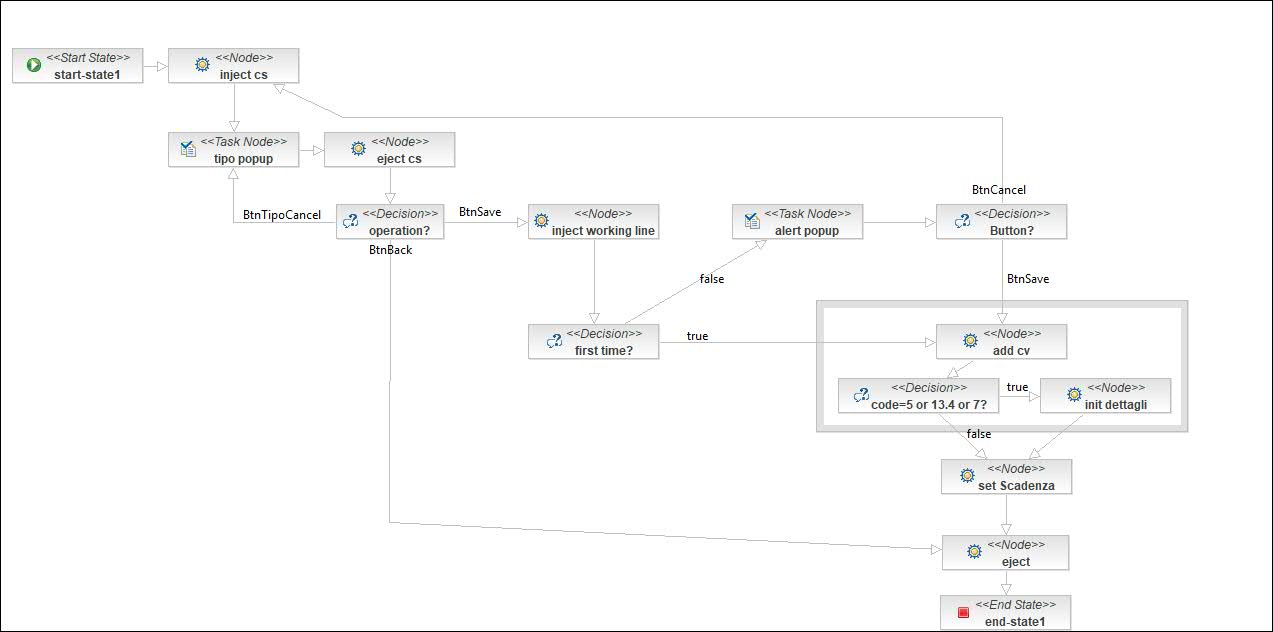 <<Start State>>
start-state1
<<Node>>
inject cs
<<Task Node>>
tipo popup
<<Node>>
eject cs
BtnCancel
BtnTipoCancel
<<Decision>>
operation?
BtnSave
<<Node>>
inject working line
<<Task Node>>
alert popup
<<Decision>>
Button?
BtnBack
false
BtnSave
<<Decision>>
first time?
true
<<Node>>
add cv
<<Decision>>
code=5 or 13.4 or 7?
true
<<Node>>
init dettagli
false
<<Node>>
set Scadenza
<<Node>>
eject
<<End State>>
end-state1